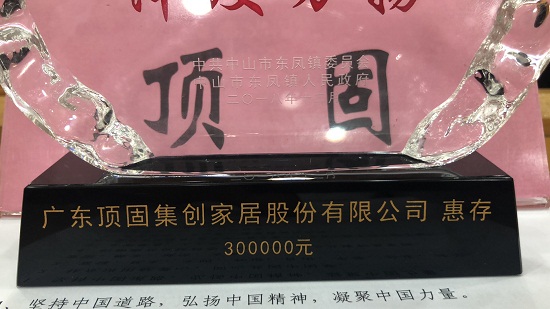 中共中山市东凤镇委员会
中山市东凤镇人民政府
顶固
广东顶固集创家居股份有限公司 惠存
300000元
坚持中国道路，弘扬中国精神，凝聚中国力量。